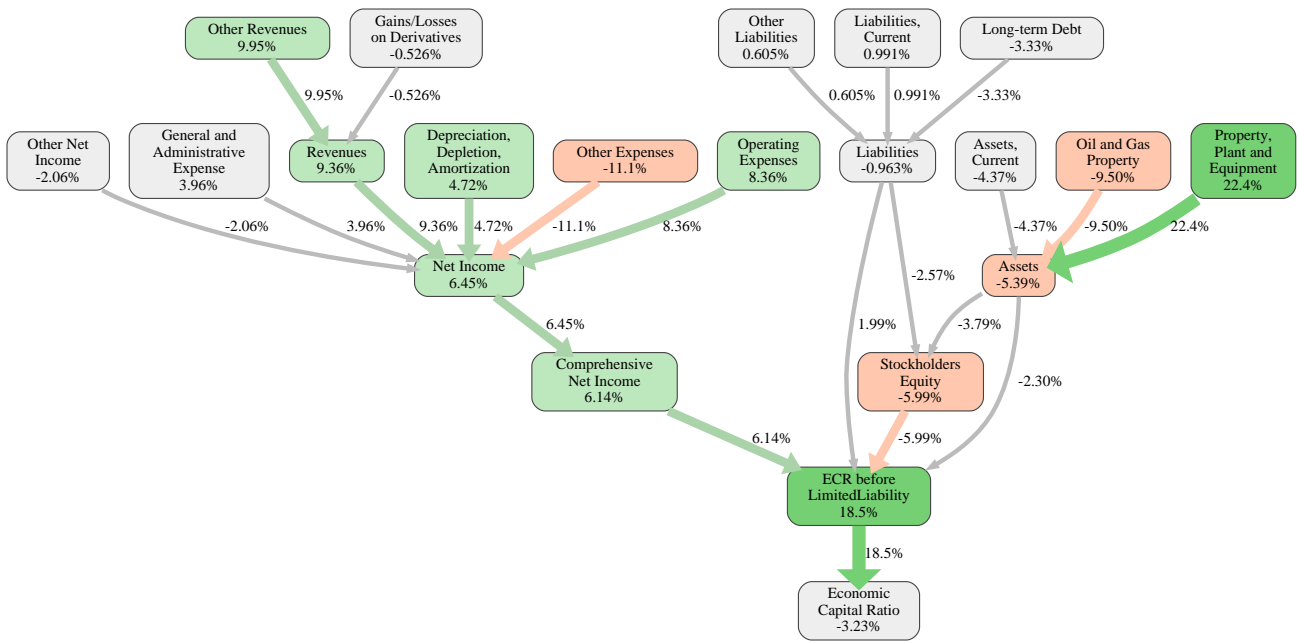 Other Revenues
9.95%
Gains/Losses
on Derivatives
-0.526%
Other
Liabilities
0.605%
Liabilities,
Current
0.991%
Long-term Debt
-3.33%
9.95%
-0.526%
0.605%
0.991%
-3.33%
Other Net
Income
-2.06%
General and
Administrative
Expense
3.96%
Revenues
9.36%
Depreciation,
Depletion,
Amortization
4.72%
Other Expenses
-11.1%
Operating
Expenses
8.36%
Liabilities
-0.963%
Assets,
Current
-4.37%
Oil and Gas
Property
-9.50%
Property,
Plant and
Equipment
22.4%
-2.06%
3.96%
9.36%
4.72%
-11.1%
8.36%
-4.37%
-9.50%
22.4%
Net Income
6.45%
-2.57%
Assets
-5.39%
6.45%
1.99%
-3.79%
-2.30%
Comprehensive
Net Income
6.14%
Stockholders
Equity
-5.99%
6.14%
-5.99%
ECR before
LimitedLiability
18.5%
18.5%
Economic
Capital Ratio
-3.23%